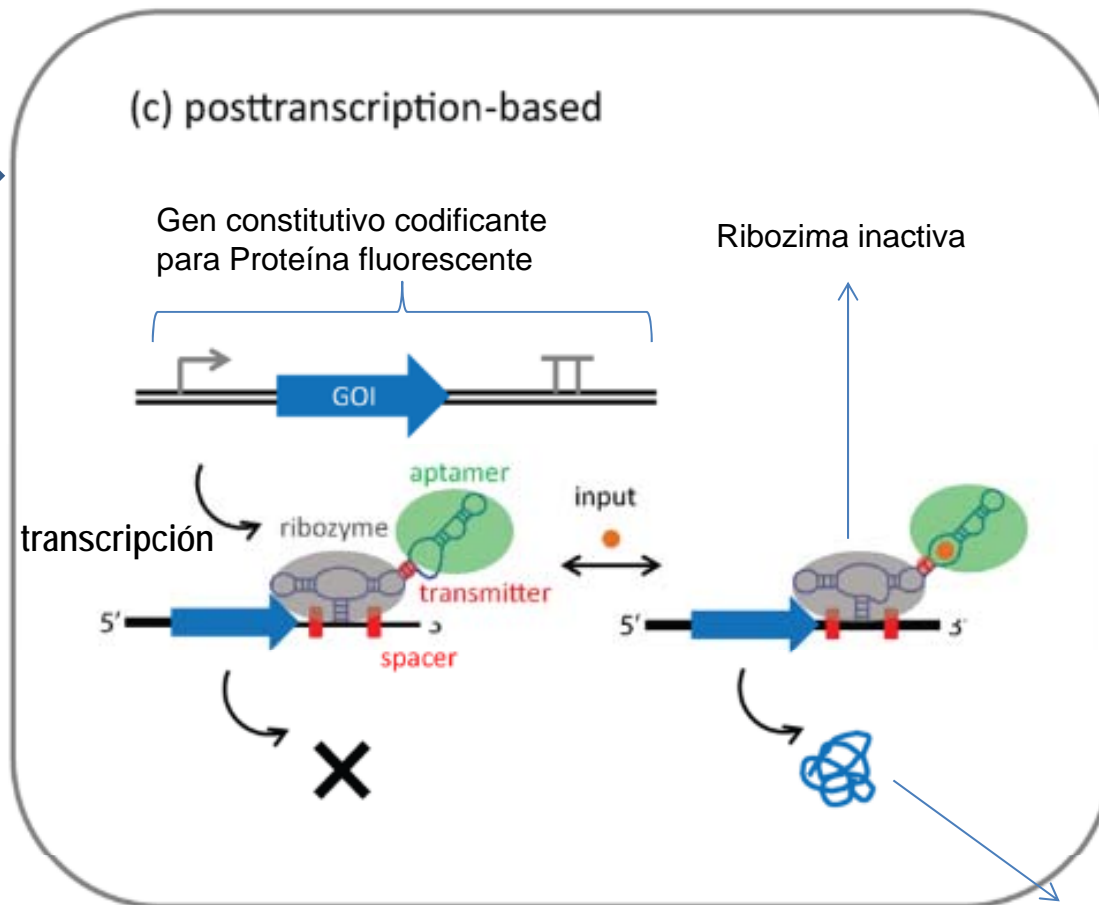 (c) posttranscription-based
Gen constitutivo codificante
para Proteína fluorescente
Ribozima inactiva
GOI
aptamer
input
transcripción
ribozyme
transmitter
5' 3'
5' 3'
spacer